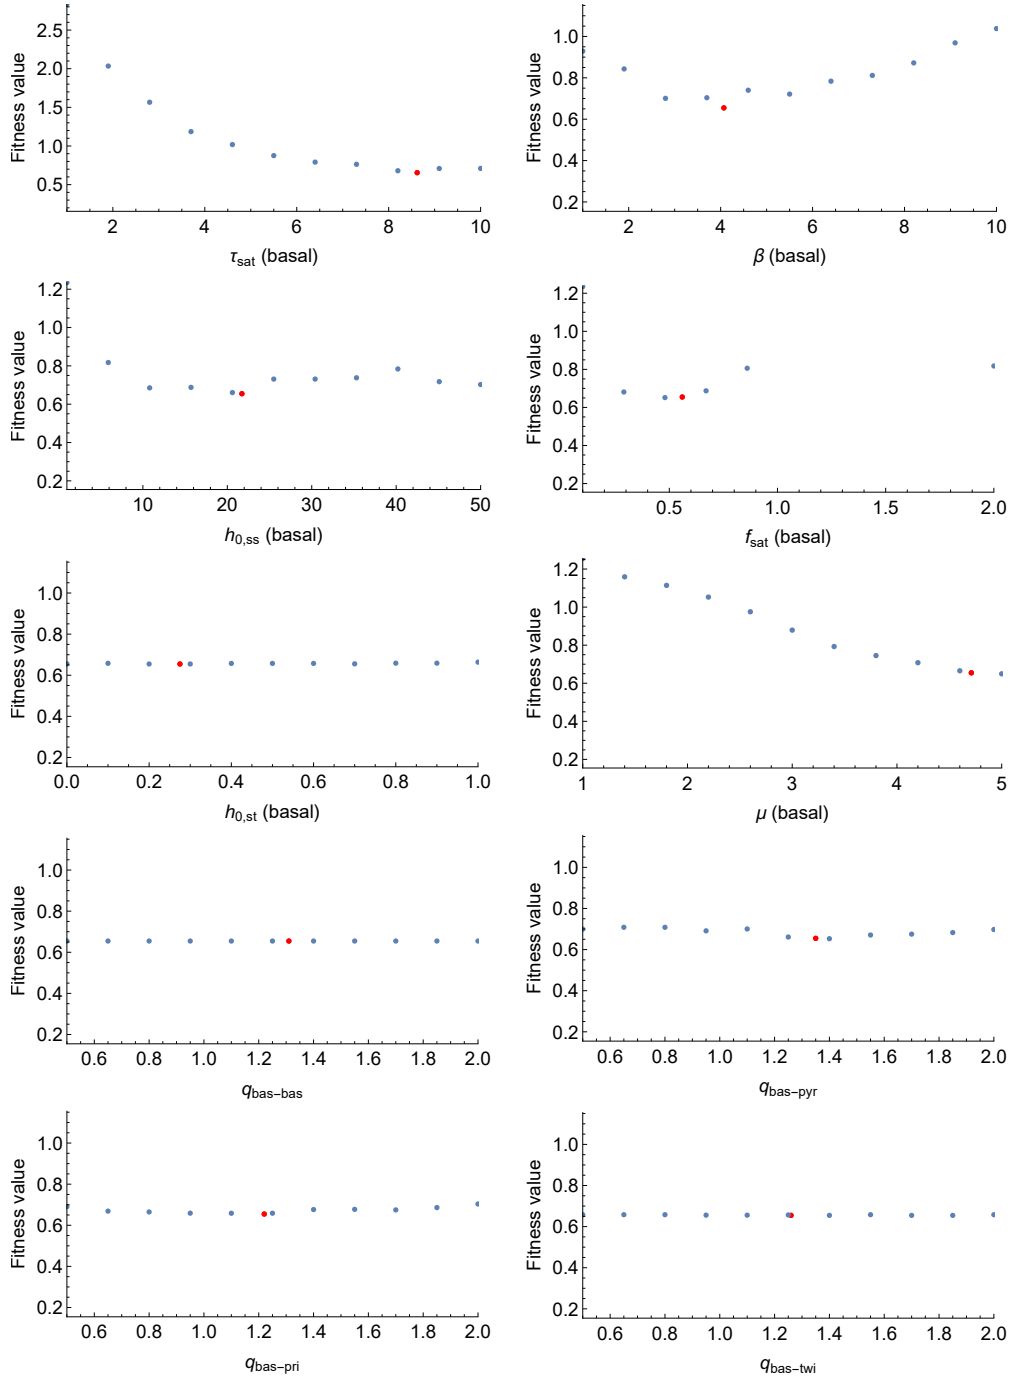 Fitness value
2.5
2.0
1.5
1.0
0.5
2 4 6 8 10
τsat (basal)
Fitness value
1.0
0.8
0.6
0.4
0.2
2 4 6 8 10
β (basal)
Fitness value
1.2
1.0
0.8
0.6
0.4
0.2
10 20 30 40 50
h0,ss (basal)
Fitness value
1.2
1.0
0.8
0.6
0.4
0.2
0.5 1.0 1.5 2.0
fsat (basal)
Fitness value
1.0
0.8
0.6
0.4
0.2
0.0 0.2 0.4 0.6 0.8 1.0
h0,st (basal)
Fitness value
1.2
1.0
0.8
0.6
0.4
0.2
1 2 3 4 5
μ (basal)
Fitness value
1.0
0.8
0.6
0.4
0.2
0.6 0.8 1.0 1.2 1.4 1.6 1.8 2.0
qbas−bas
Fitness value
1.0
0.8
0.6
0.4
0.2
0.6 0.8 1.0 1.2 1.4 1.6 1.8 2.0
qbas−pyr
Fitness value
1.0
0.8
0.6
0.4
0.2
0.6 0.8 1.0 1.2 1.4 1.6 1.8 2.0
qbas−pri
Fitness value
1.0
0.8
0.6
0.4
0.2
0.6 0.8 1.0 1.2 1.4 1.6 1.8 2.0
qbas−twi